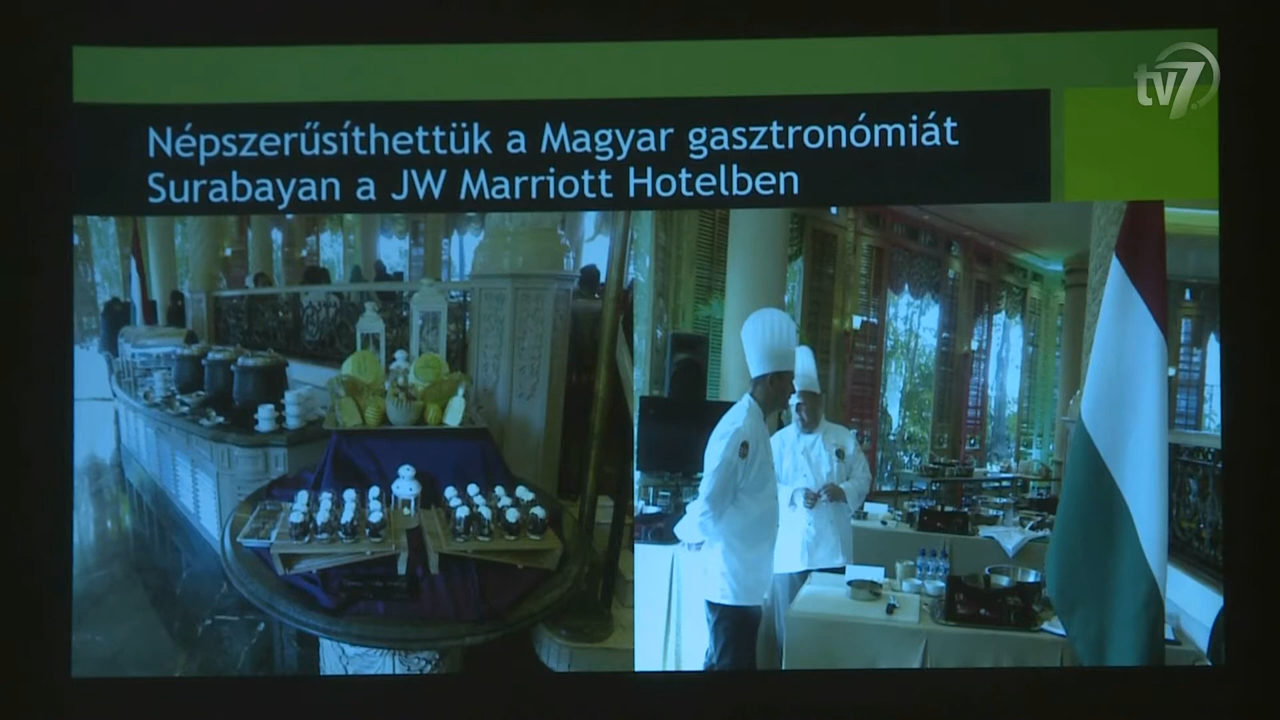 tv7
Népszerűsíthettük a Magyar gasztronómiát
Surabayan a JW Marriott Hotelben